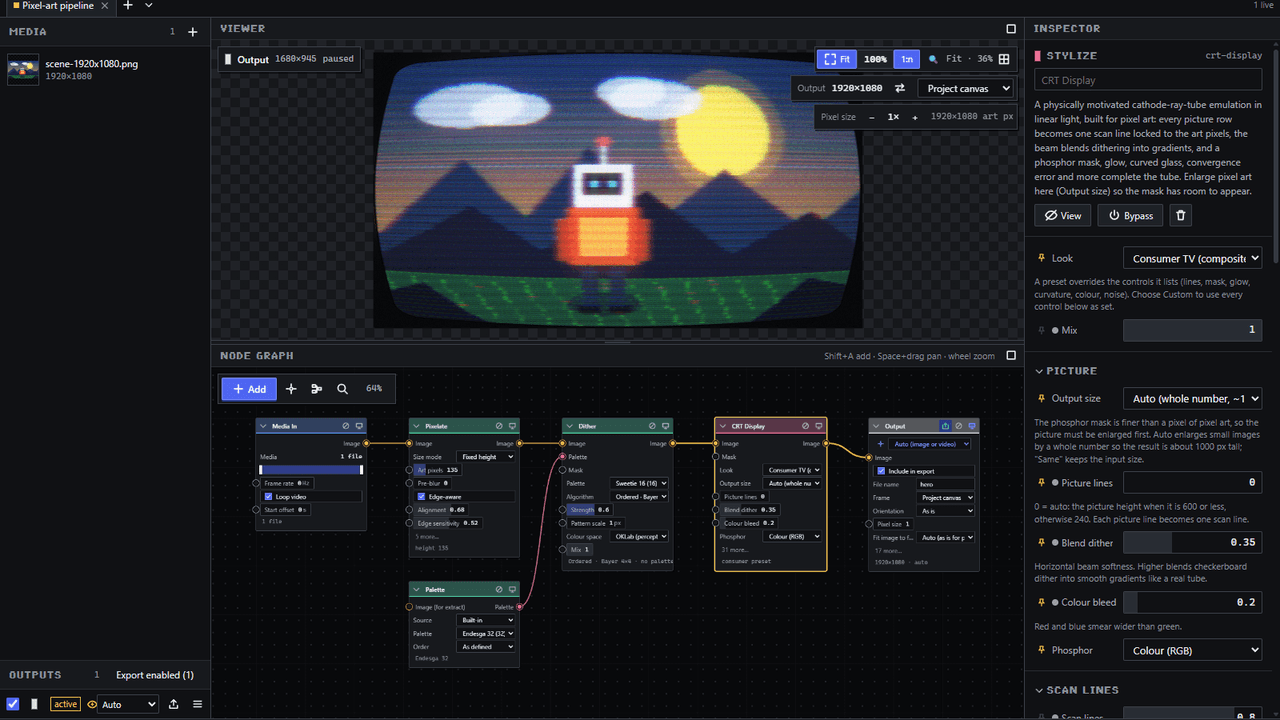 Pixel-art pipeline
1 live
MEDIA 1
scene-1920x1080.png
1920x1080
OUTPUTS 1 Export enabled (1)
active Auto
VIEWER
Output 1680×945 paused
Fit 100% 1:1 Fit · 36%
Output 1920×1080 Project canvas
Pixel size − 1× + 1920×1080 art px
NODE GRAPH Shift+A add · Space+drag pan · wheel zoom
Add 64%
Media In
Image
Media 1 file
Frame rate 0
Loop video
Start offset 0 s
1 file
Pixelate
Image Image
Size mode Fixed height
Art pixels 135
Pre-blur 0
Edge-aware
Alignment 0.68
Edge sensitivity 0.52
5 more…
height 135
Palette
Image (for extract) Palette
Source Built-in
Palette Endesga 32 (32)
Order As defined
Endesga 32
Dither
Image Image
Palette
Mask
Palette Sweetie 16 (16)
Algorithm Ordered · Bayer
Strength 0.6
Pattern scale 1 px
Colour space OKLab (percept
Mix 1
Ordered · Bayer 4×4 · no palette
CRT Display
Image Image
Mask
Look Consumer TV (c
Output size Auto (whole nu
Picture lines 0
Blend dither 0.35
Colour bleed 0.2
Phosphor Colour (RGB)
31 more…
consumer preset
Output
Auto (image or video)
Image
Include in export
File name hero
Frame Project canvas
Orientation As is
Pixel size 1
Fit image to f… Auto (as is for p
17 more…
1920×1080 · auto
INSPECTOR
STYLIZE crt-display
CRT Display
A physically motivated cathode-ray-tube emulation in
linear light, built for pixel art: every picture row
becomes one scan line locked to the art pixels, the
beam blends dithering into gradients, and a
phosphor mask, glow, curved glass, convergence
error and more complete the tube. Enlarge pixel art
here (Output size) so the mask has room to appear.
View Bypass
Look Consumer TV (composite
A preset overrides the controls it lists (lines, mask, glow,
curvature, colour, noise). Choose Custom to use every
control below as set.
Mix 1
PICTURE
Output size Auto (whole number, ~1
The phosphor mask is finer than a pixel of pixel art, so the
picture must be enlarged first. Auto enlarges small images
by a whole number so the result is about 1000 px tall;
"Same" keeps the input size.
Picture lines 0
0 = auto: the picture height when it is 600 or less,
otherwise 240. Each picture line becomes one scan line.
Blend dither 0.35
Horizontal beam softness. Higher blends checkerboard
dither into smooth gradients like a real tube.
Colour bleed 0.2
Red and blue smear wider than green.
Phosphor Colour (RGB)
SCAN LINES
Scan lines 0.8